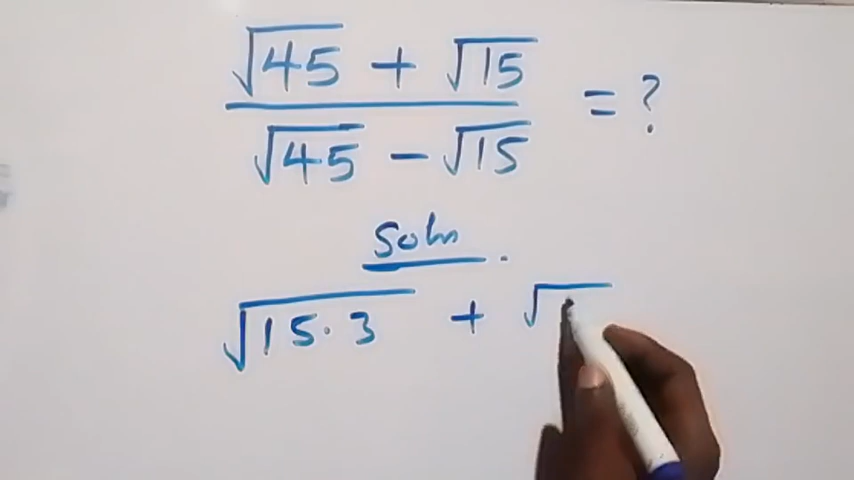 √45 + √15
√45 − √15
= ?
Soln .
√15·3 + √